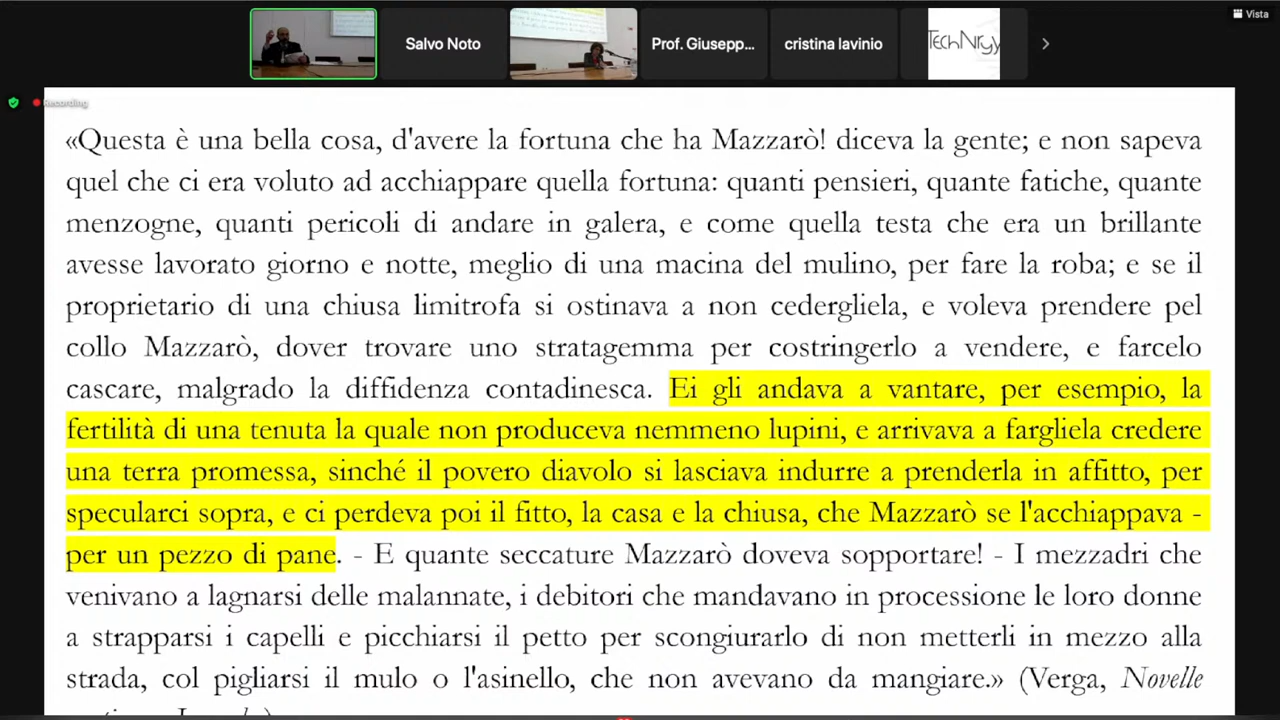 Vista
Salvo Noto
Prof. Giusepp...
cristina lavinio
TechNrgy
Recording
«Questa è una bella cosa, d'avere la fortuna che ha Mazzarò! diceva la gente; e non sapeva
quel che ci era voluto ad acchiappare quella fortuna: quanti pensieri, quante fatiche, quante
menzogne, quanti pericoli di andare in galera, e come quella testa che era un brillante
avesse lavorato giorno e notte, meglio di una macina del mulino, per fare la roba; e se il
proprietario di una chiusa limitrofa si ostinava a non cedergliela, e voleva prendere pel
collo Mazzarò, dover trovare uno stratagemma per costringerlo a vendere, e farcelo
cascare, malgrado la diffidenza contadinesca. Ei gli andava a vantare, per esempio, la
fertilità di una tenuta la quale non produceva nemmeno lupini, e arrivava a fargliela credere
una terra promessa, sinché il povero diavolo si lasciava indurre a prenderla in affitto, per
specularci sopra, e ci perdeva poi il fitto, la casa e la chiusa, che Mazzarò se l'acchiappava -
per un pezzo di pane. - E quante seccature Mazzarò doveva sopportare! - I mezzadri che
venivano a lagnarsi delle malannate, i debitori che mandavano in processione le loro donne
a strapparsi i capelli e picchiarsi il petto per scongiurarlo di non metterli in mezzo alla
strada, col pigliarsi il mulo o l'asinello, che non avevano da mangiare.» (Verga, Novelle